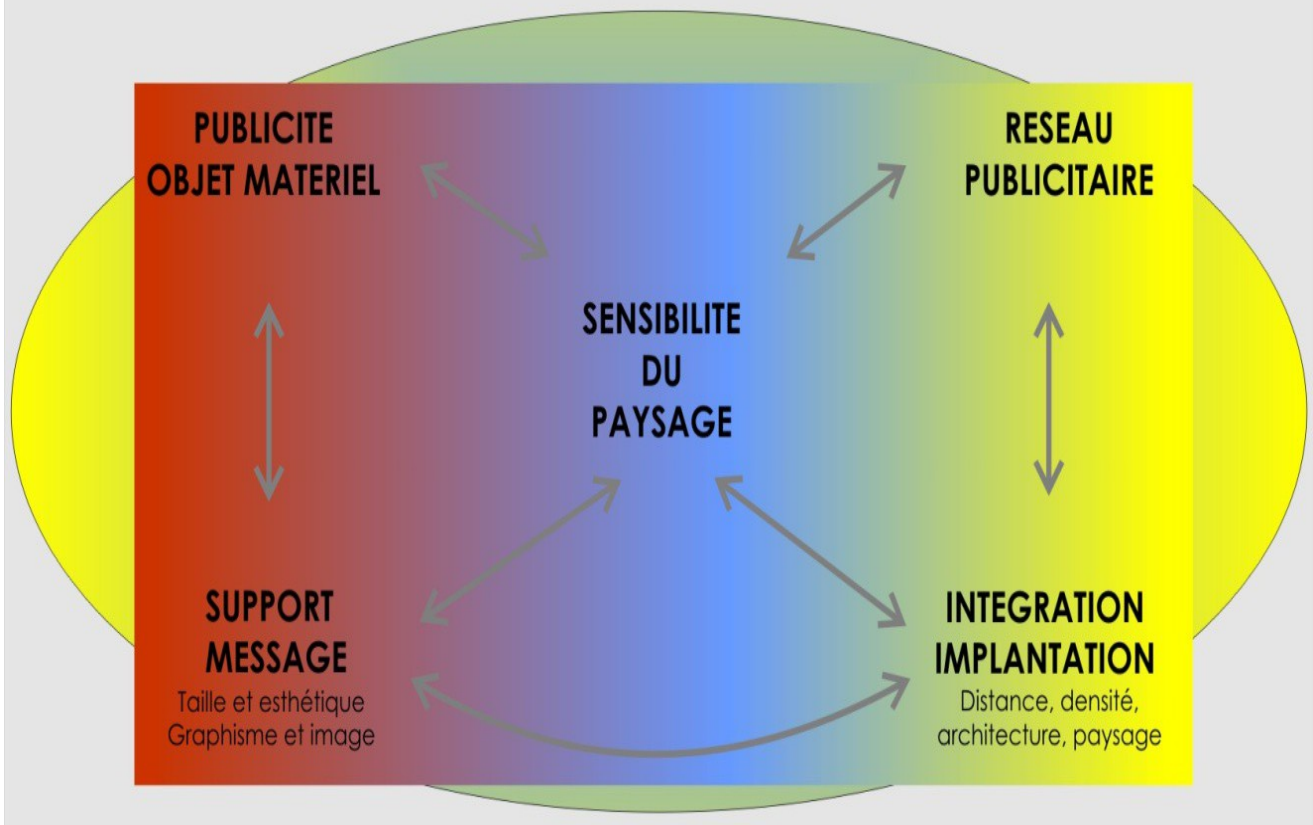 PUBLICITE
OBJET MATERIEL
RESEAU
PUBLICITAIRE
SENSIBILITE
DU
PAYSAGE
SUPPORT
MESSAGE
Taille et esthétique
Graphisme et image
INTEGRATION
IMPLANTATION
Distance, densité,
architecture, paysage